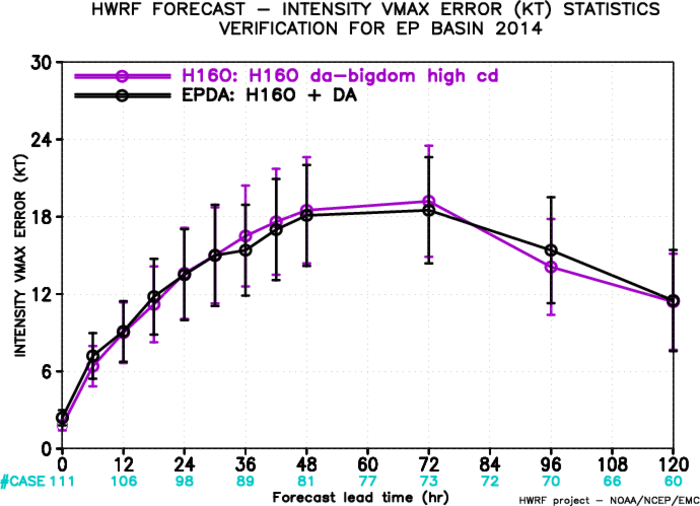 HWRF FORECAST – INTENSITY VMAX ERROR (KT) STATISTICS
VERIFICATION FOR EP BASIN 2014
H16O: H16O da–bigdom high cd
EPDA: H16O + DA
INTENSITY VMAX ERROR (KT)
30
24
18
12
6
0
0 12 24 36 48 60 72 84 96 108 120
#CASE 111 106 98 89 81 77 73 72 70 66 60
Forecast lead time (hr)
HWRF project – NOAA/NCEP/EMC